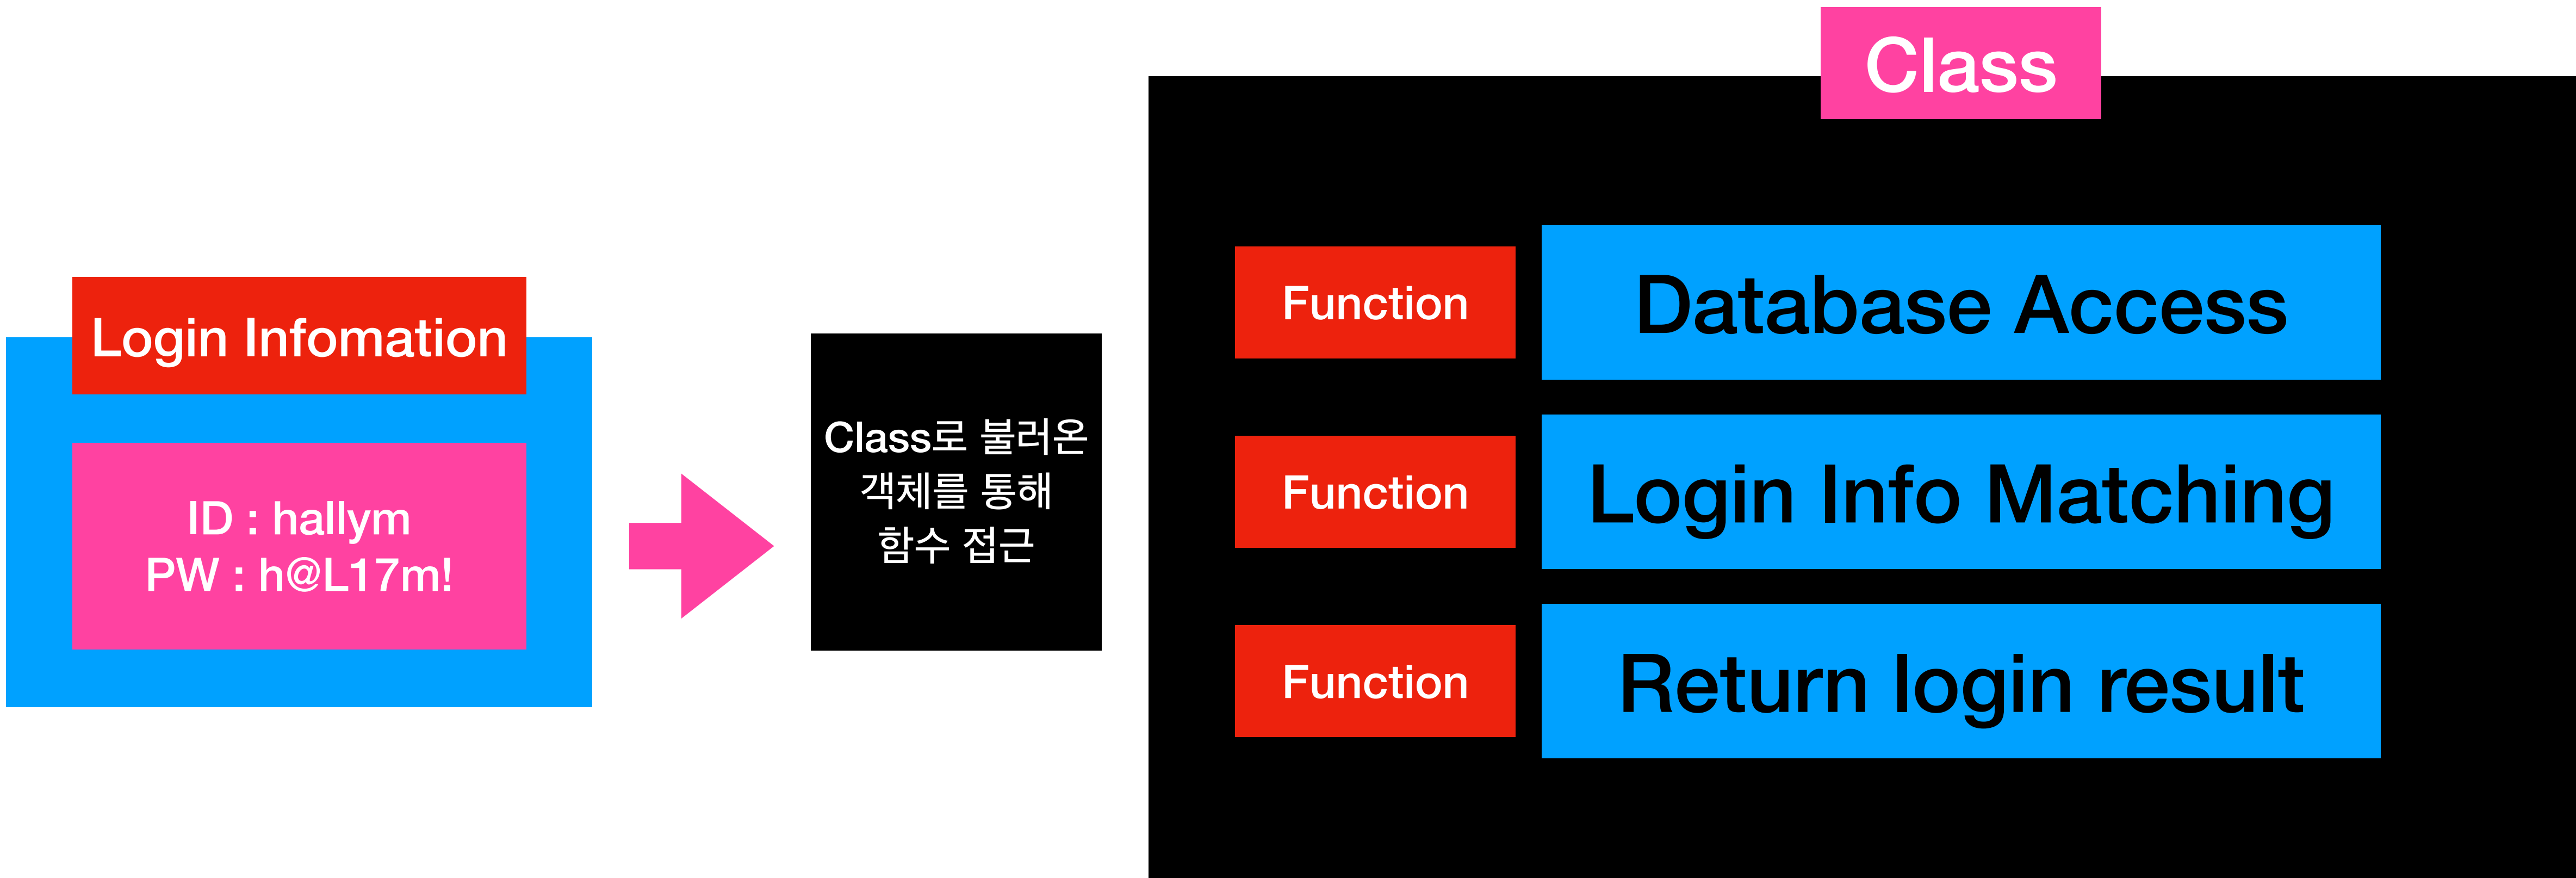 Login Infomation
ID : hallym
PW : h@L17m!
Class로 불러온
객체를 통해
함수 접근
Class
Function
Database Access
Function
Login Info Matching
Function
Return login result